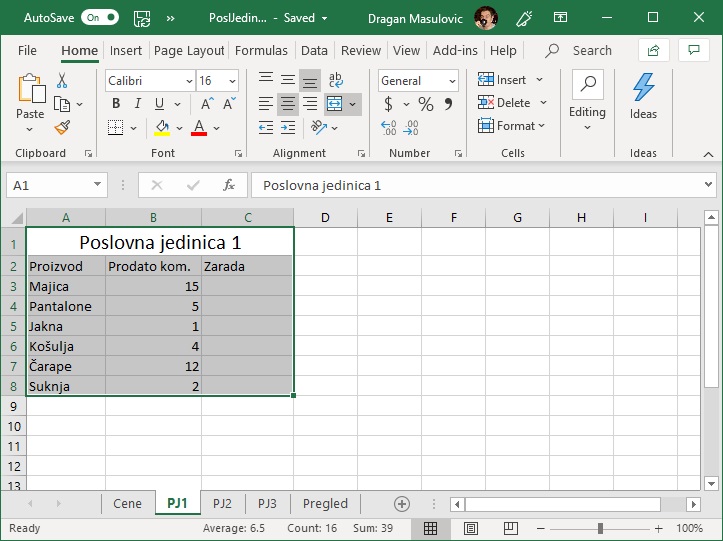 AutoSave On PoslJedin... - Saved Dragan Masulovic
File Home Insert Page Layout Formulas Data Review View Add-ins Help Search
Paste Calibri 16 ab c General $ % 9 Insert Delete Format Editing Ideas
B I U A A A
Clipboard Font Alignment Number Cells Ideas
A1 fx Poslovna jedinica 1
A B C D E F G H I
1 Poslovna jedinica 1
2 Proizvod Prodato kom. Zarada
3 Majica 15
4 Pantalone 5
5 Jakna 1
6 Košulja 4
7 Čarape 12
8 Suknja 2
9
10
11
12
13
Cene PJ1 PJ2 PJ3 Pregled
Ready Average: 6.5 Count: 16 Sum: 39 100%